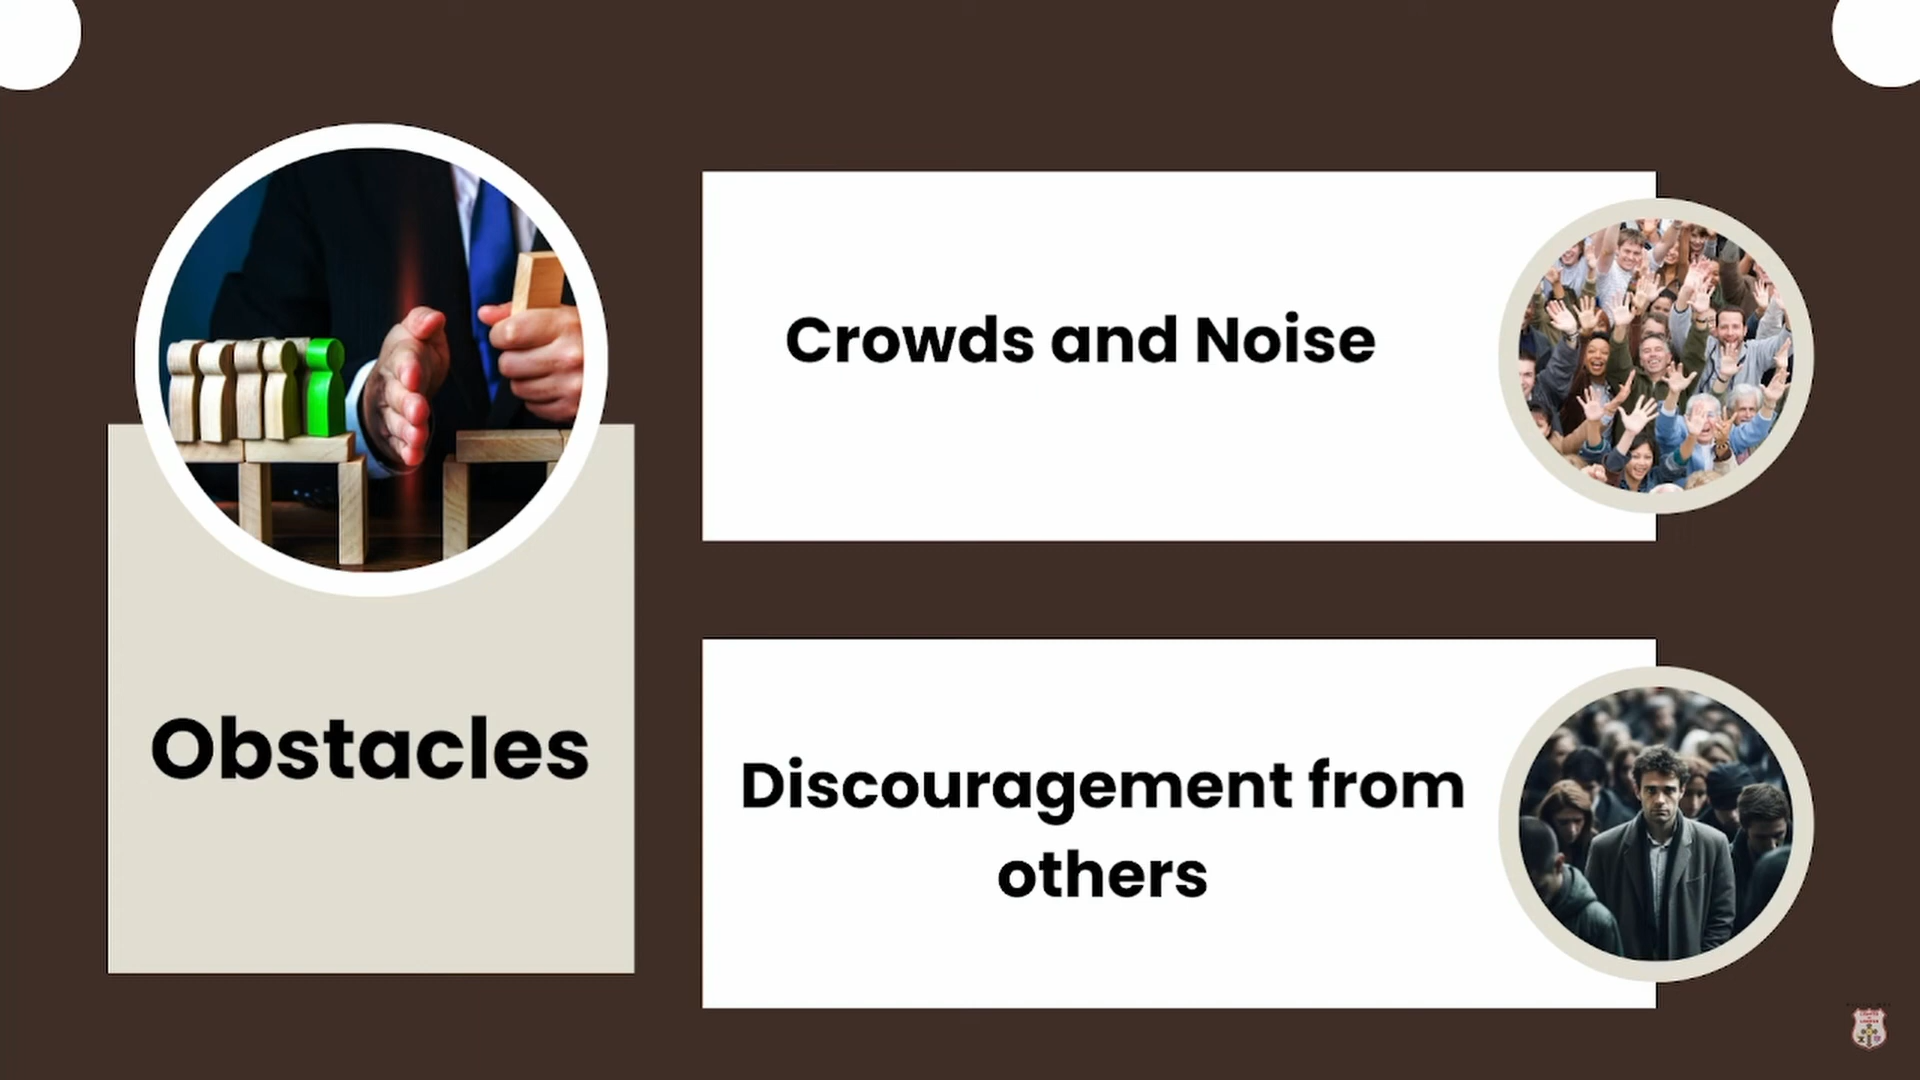 Obstacles
Crowds and Noise
Discouragement from
others